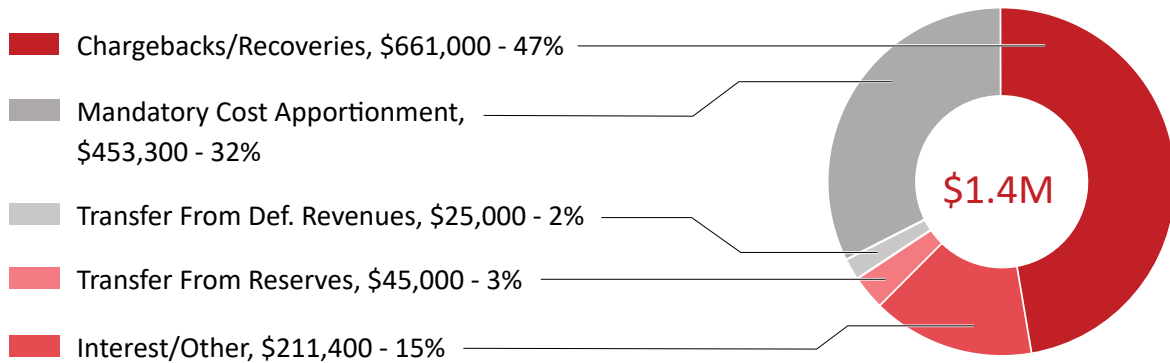 Chargebacks/Recoveries, $661,000 - 47%
Mandatory Cost Apportionment,
$453,300 - 32%
Transfer From Def. Revenues, $25,000 - 2%
Transfer From Reserves, $45,000 - 3%
Interest/Other, $211,400 - 15%
$1.4M